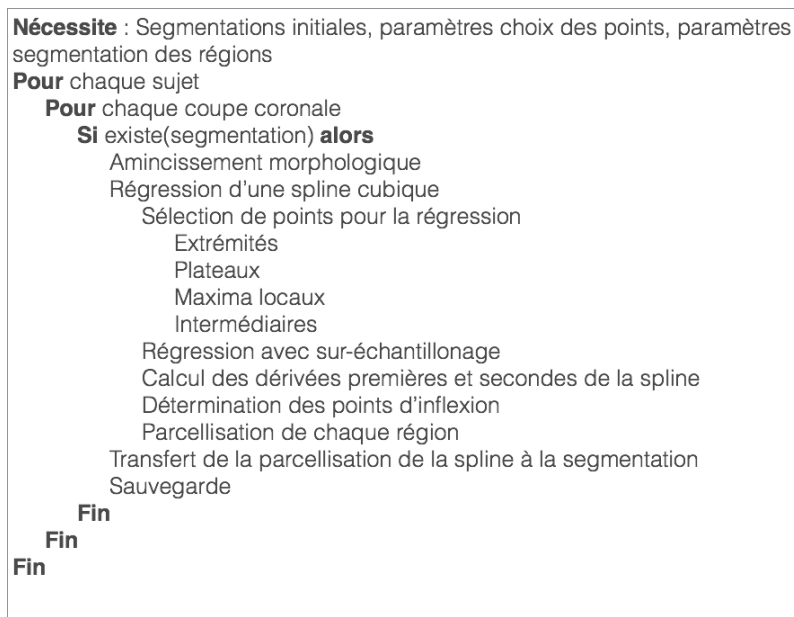 Nécessite : Segmentations initiales, paramètres choix des points, paramètres
segmentation des régions
Pour chaque sujet
Pour chaque coupe coronale
Si existe(segmentation) alors
Amincissement morphologique
Régression d'une spline cubique
Sélection de points pour la régression
Extrémités
Plateaux
Maxima locaux
Intermédiaires
Régression avec sur-échantillonage
Calcul des dérivées premières et secondes de la spline
Détermination des points d'inflexion
Parcellisation de chaque région
Transfert de la parcellisation de la spline à la segmentation
Sauvegarde
Fin
Fin
Fin